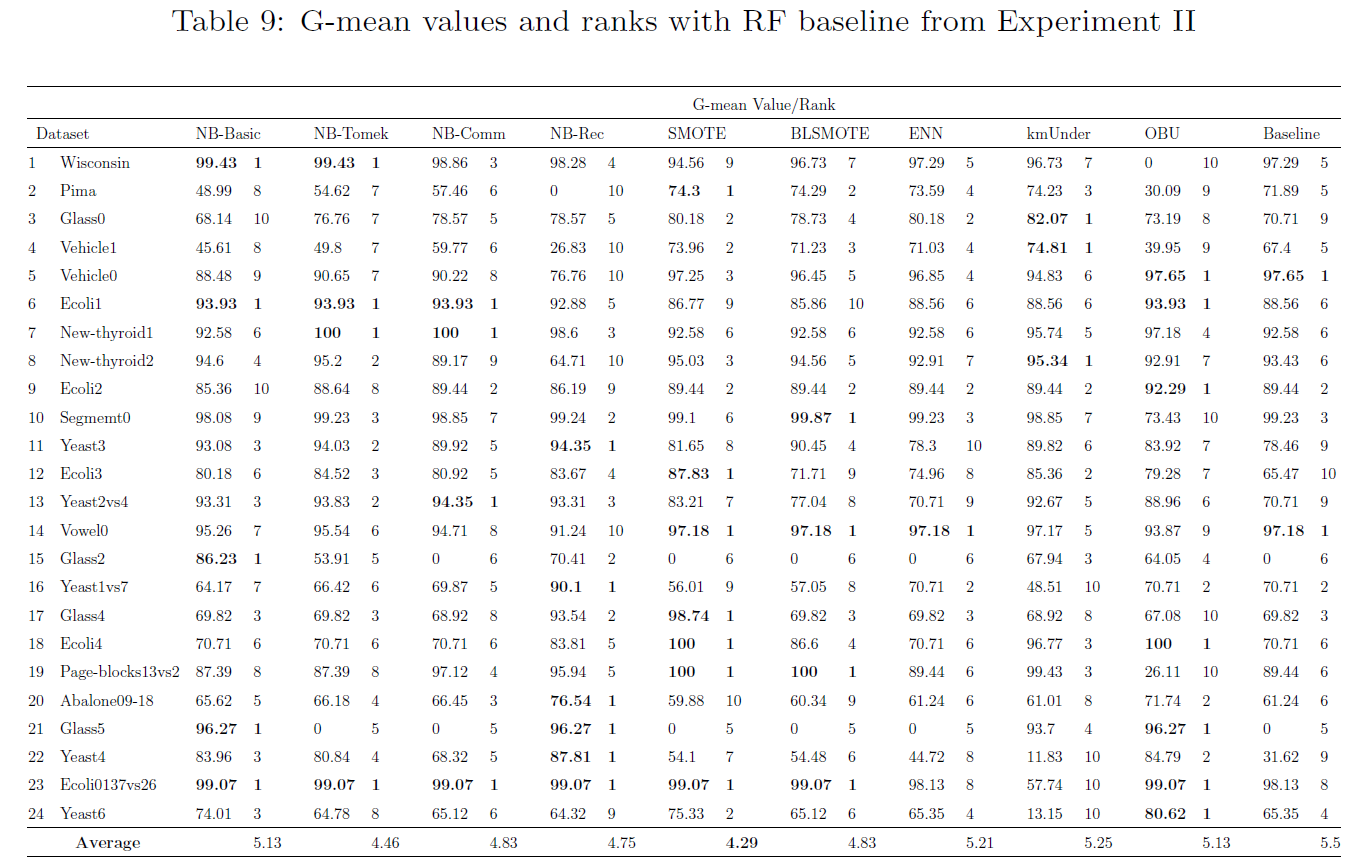 Table 9: G-mean values and ranks with RF baseline from Experiment II
G-mean Value/Rank
Dataset NB-Basic NB-Tomek NB-Comm NB-Rec SMOTE BLSMOTE ENN kmUnder OBU Baseline
1 Wisconsin 99.43 1 99.43 1 98.86 3 98.28 4 94.56 9 96.73 7 97.29 5 96.73 7 0 10 97.29 5
2 Pima 48.99 8 54.62 7 57.46 6 0 10 74.3 1 74.29 2 73.59 4 74.23 3 30.09 9 71.89 5
3 Glass0 68.14 10 76.76 7 78.57 5 78.57 5 80.18 2 78.73 4 80.18 2 82.07 1 73.19 8 70.71 9
4 Vehicle1 45.61 8 49.8 7 59.77 6 26.83 10 73.96 2 71.23 3 71.03 4 74.81 1 39.95 9 67.4 5
5 Vehicle0 88.48 9 90.65 7 90.22 8 76.76 10 97.25 3 96.45 5 96.85 4 94.83 6 97.65 1 97.65 1
6 Ecoli1 93.93 1 93.93 1 93.93 1 92.88 5 86.77 9 85.86 10 88.56 6 88.56 6 93.93 1 88.56 6
7 New-thyroid1 92.58 6 100 1 100 1 98.6 3 92.58 6 92.58 6 92.58 6 95.74 5 97.18 4 92.58 6
8 New-thyroid2 94.6 4 95.2 2 89.17 9 64.71 10 95.03 3 94.56 5 92.91 7 95.34 1 92.91 7 93.43 6
9 Ecoli2 85.36 10 88.64 8 89.44 2 86.19 9 89.44 2 89.44 2 89.44 2 89.44 2 92.29 1 89.44 2
10 Segmemt0 98.08 9 99.23 3 98.85 7 99.24 2 99.1 6 99.87 1 99.23 3 98.85 7 73.43 10 99.23 3
11 Yeast3 93.08 3 94.03 2 89.92 5 94.35 1 81.65 8 90.45 4 78.3 10 89.82 6 83.92 7 78.46 9
12 Ecoli3 80.18 6 84.52 3 80.92 5 83.67 4 87.83 1 71.71 9 74.96 8 85.36 2 79.28 7 65.47 10
13 Yeast2vs4 93.31 3 93.83 2 94.35 1 93.31 3 83.21 7 77.04 8 70.71 9 92.67 5 88.96 6 70.71 9
14 Vowel0 95.26 7 95.54 6 94.71 8 91.24 10 97.18 1 97.18 1 97.18 1 97.17 5 93.87 9 97.18 1
15 Glass2 86.23 1 53.91 5 0 6 70.41 2 0 6 0 6 0 6 67.94 3 64.05 4 0 6
16 Yeast1vs7 64.17 7 66.42 6 69.87 5 90.1 1 56.01 9 57.05 8 70.71 2 48.51 10 70.71 2 70.71 2
17 Glass4 69.82 3 69.82 3 68.92 8 93.54 2 98.74 1 69.82 3 69.82 3 68.92 8 67.08 10 69.82 3
18 Ecoli4 70.71 6 70.71 6 70.71 6 83.81 5 100 1 86.6 4 70.71 6 96.77 3 100 1 70.71 6
19 Page-blocks13vs2 87.39 8 87.39 8 97.12 4 95.94 5 100 1 100 1 89.44 6 99.43 3 26.11 10 89.44 6
20 Abalone09-18 65.62 5 66.18 4 66.45 3 76.54 1 59.88 10 60.34 9 61.24 6 61.01 8 71.74 2 61.24 6
21 Glass5 96.27 1 0 5 0 5 96.27 1 0 5 0 5 0 5 93.7 4 96.27 1 0 5
22 Yeast4 83.96 3 80.84 4 68.32 5 87.81 1 54.1 7 54.48 6 44.72 8 11.83 10 84.79 2 31.62 9
23 Ecoli0137vs26 99.07 1 99.07 1 99.07 1 99.07 1 99.07 1 99.07 1 98.13 8 57.74 10 99.07 1 98.13 8
24 Yeast6 74.01 3 64.78 8 65.12 6 64.32 9 75.33 2 65.12 6 65.35 4 13.15 10 80.62 1 65.35 4
Average 5.13 4.46 4.83 4.75 4.29 4.83 5.21 5.25 5.13 5.5